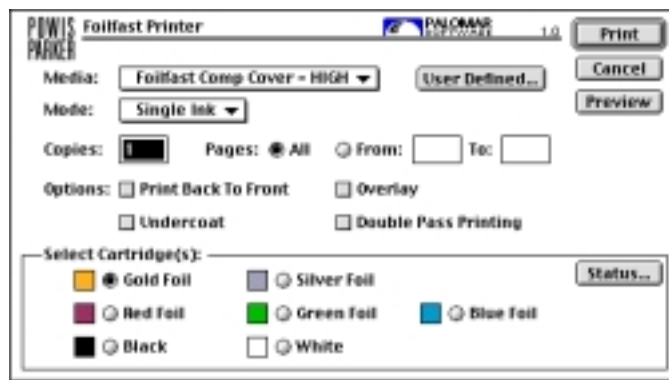 POWIS PARKER Foilfast Printer PALOMAR SOFTWARE 1.0 Print
Media: Foilfast Comp Cover - HIGH User Defined... Cancel
Mode: Single Ink Preview
Copies: 1 Pages: All From: To:
Options: Print Back To Front Overlay
Undercoat Double Pass Printing
Select Cartridge(s):
Gold Foil Silver Foil Status...
Red Foil Green Foil Blue Foil
Black White